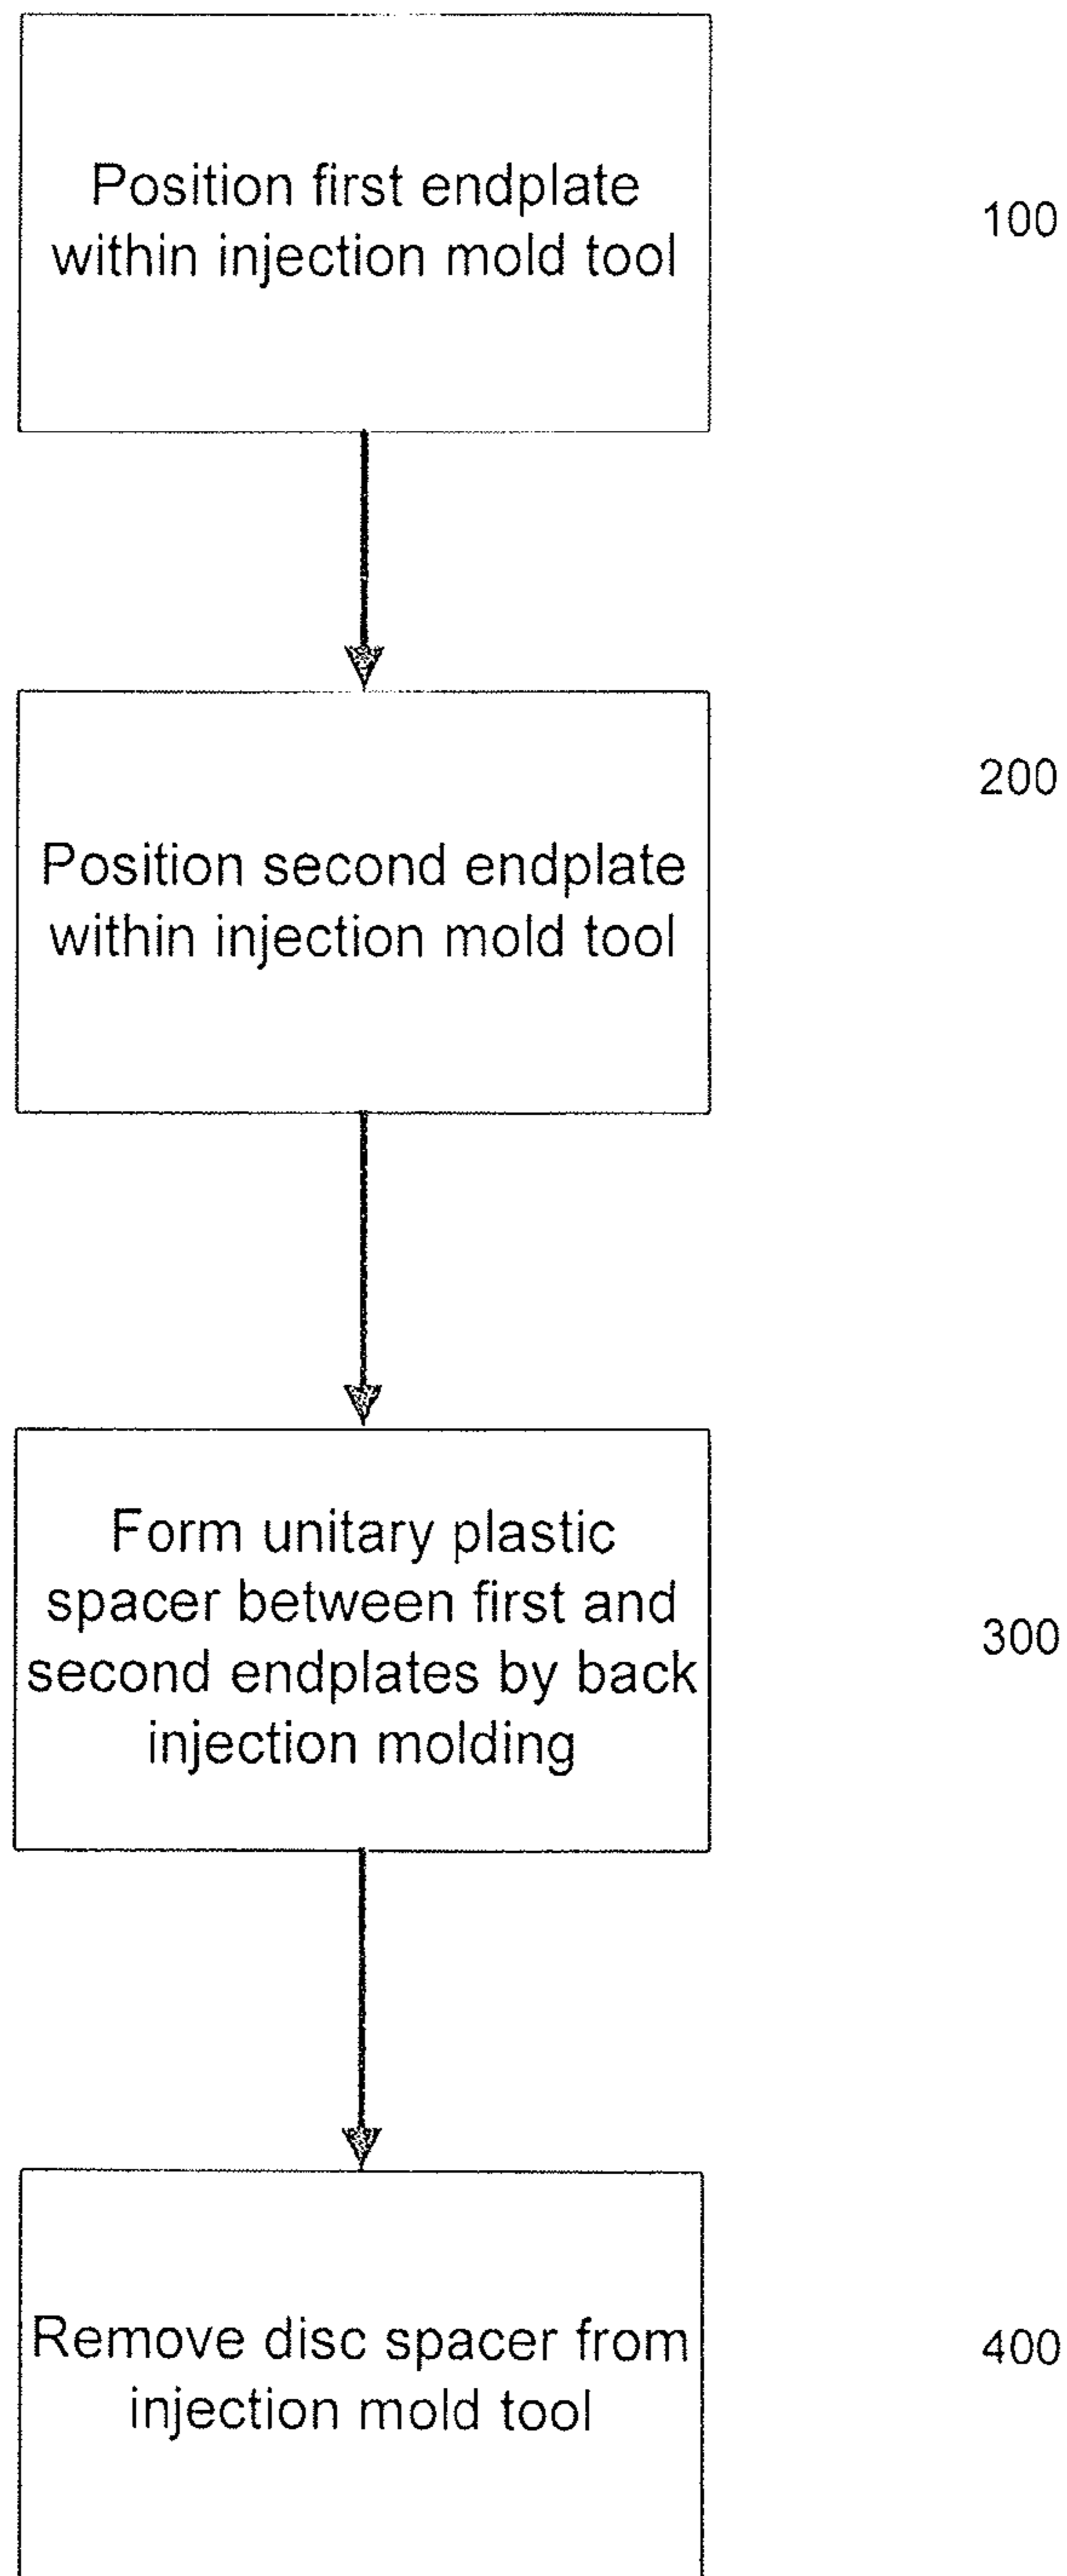 Position first endplate
within injection mold tool
100
Position second endplate
within injection mold tool
200
Form unitary plastic
spacer between first and
second endplates by back
injection molding
300
Remove disc spacer from
injection mold tool
400